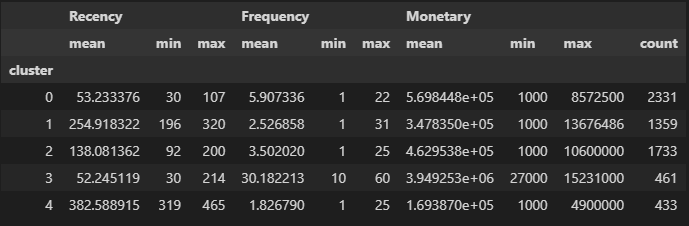 Recency Frequency Monetary
mean min max mean min max mean min max count
cluster
0 53.233376 30 107 5.907336 1 22 5.698448e+05 1000 8572500 2331
1 254.918322 196 320 2.526858 1 31 3.478350e+05 1000 13676486 1359
2 138.081362 92 200 3.502020 1 25 4.629538e+05 1000 10600000 1733
3 52.245119 30 214 30.182213 10 60 3.949253e+06 27000 15231000 461
4 382.588915 319 465 1.826790 1 25 1.693870e+05 1000 4900000 433